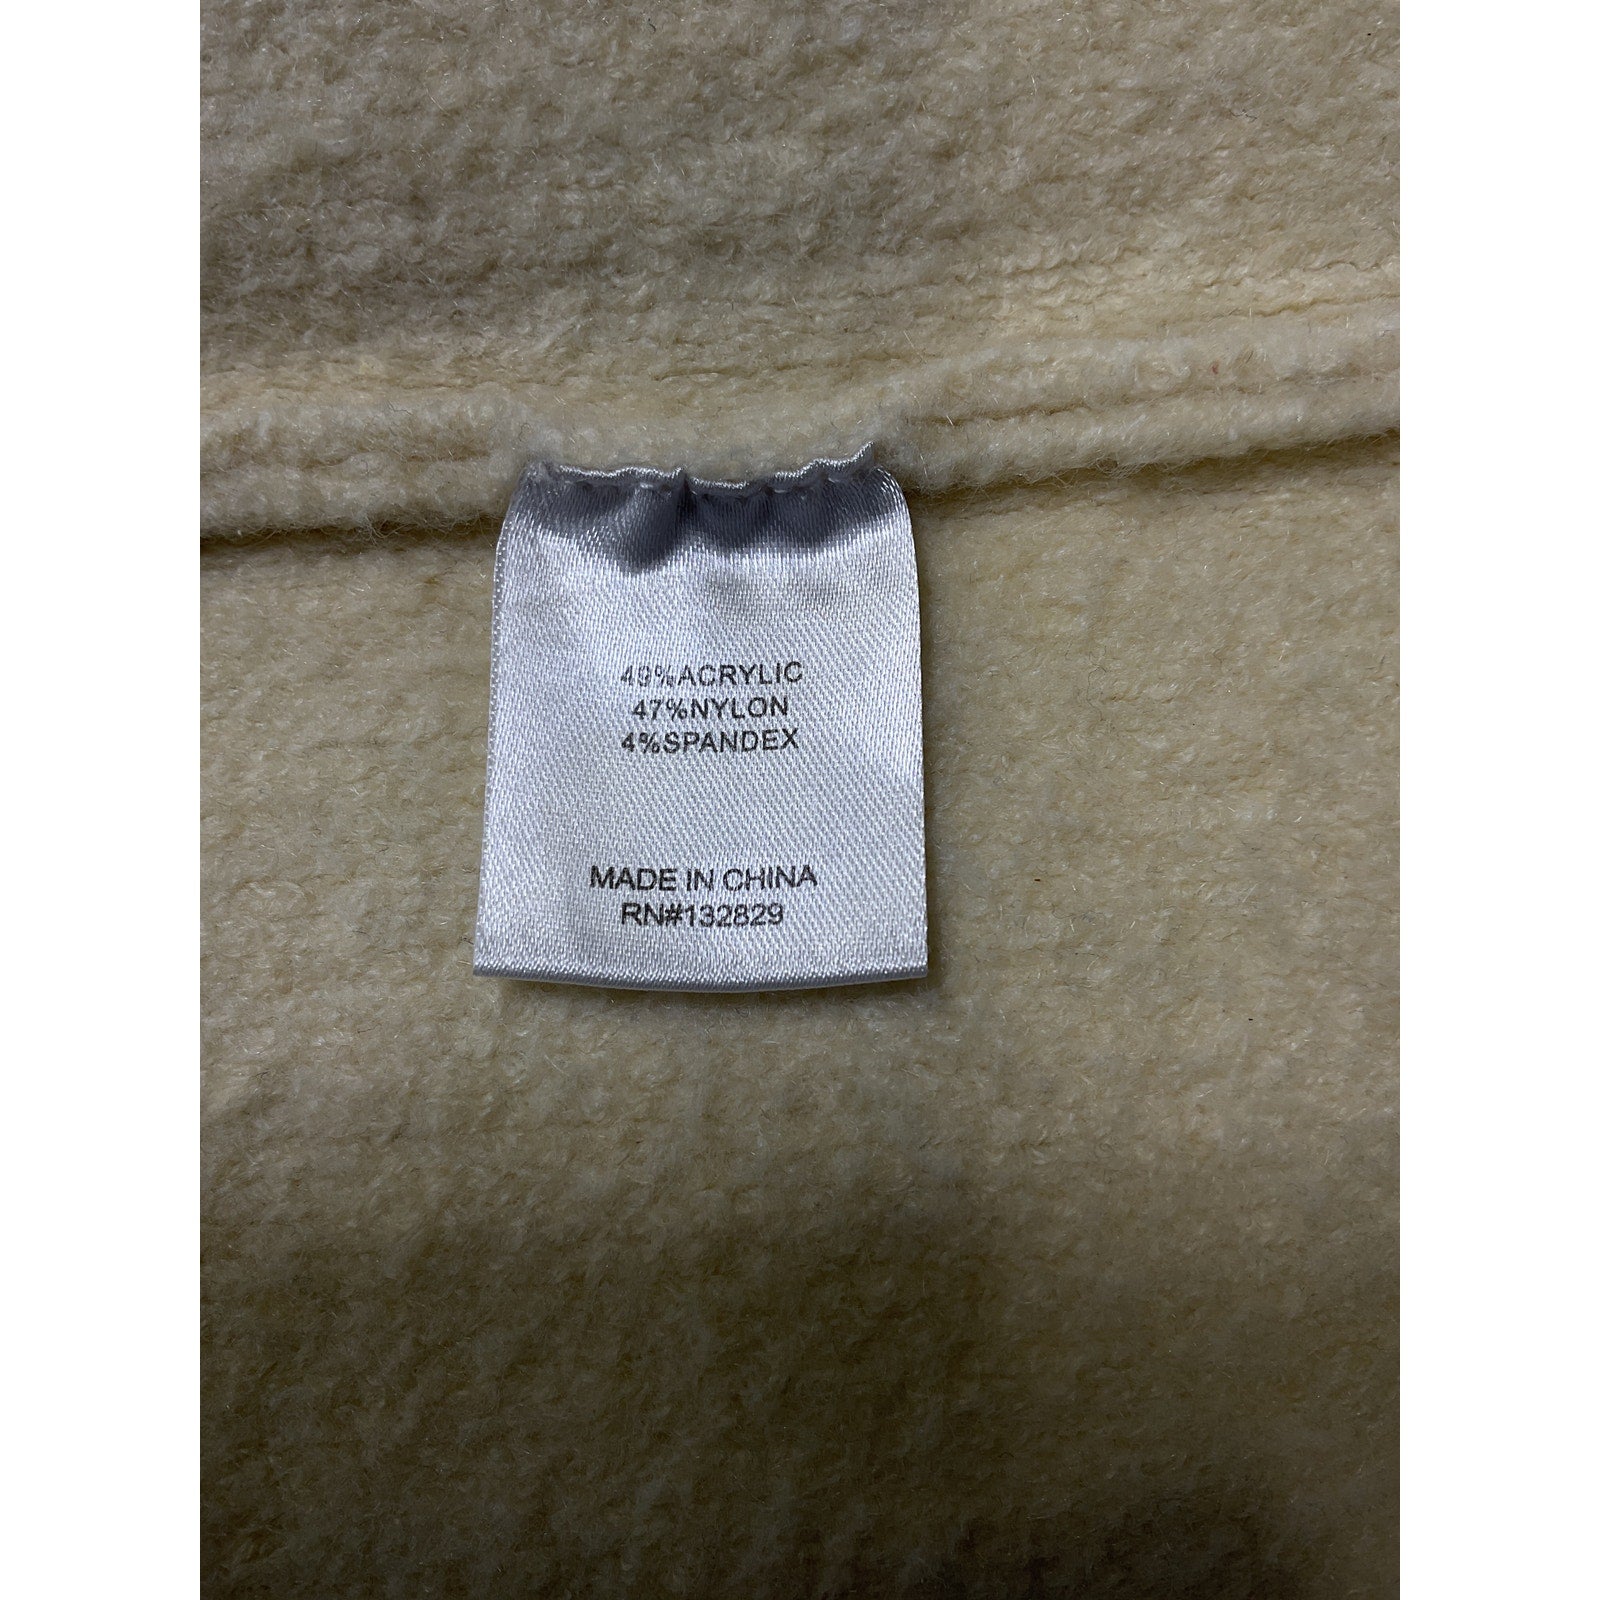 49%ACRYLIC
47%NYLON
4%SPANDEX
MADE IN CHINA
RN#132829